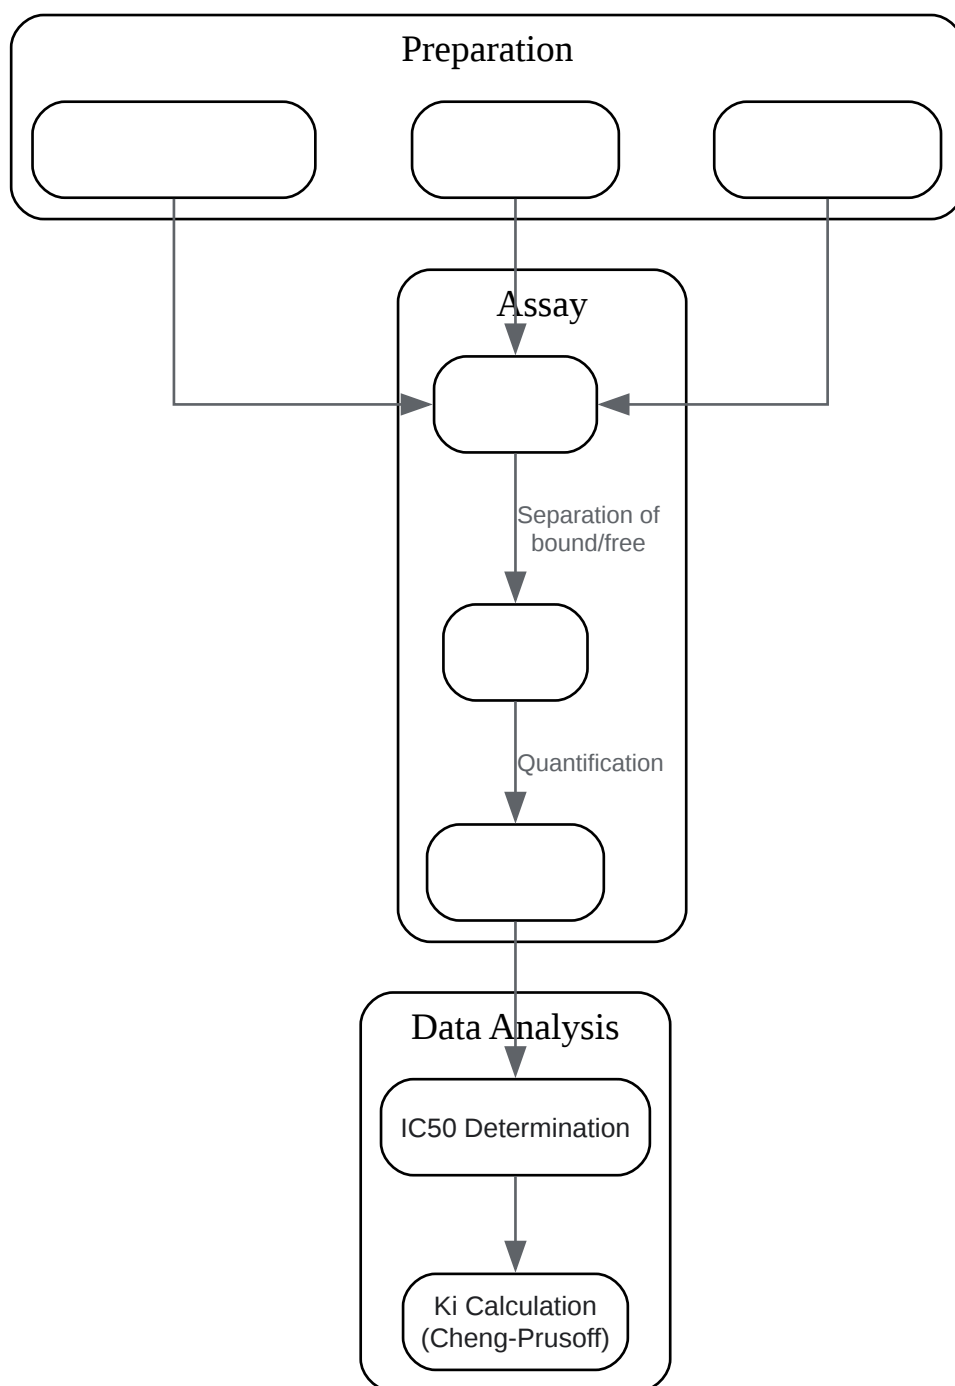 Preparation
Assay
Separation of
bound/free
Quantification
Data Analysis
IC50 Determination
Ki Calculation
(Cheng-Prusoff)